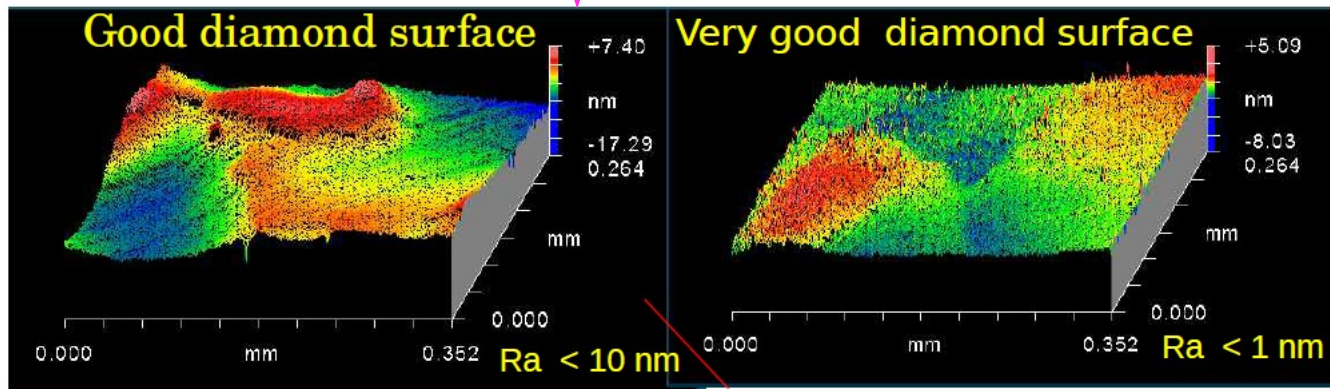 Good diamond surface
+7.40
nm
-17.29
0.264
mm
0.000
0.000 mm 0.352
Ra < 10 nm
Very good diamond surface
+5.09
nm
-8.03
0.264
mm
0.000
0.000 mm 0.352
Ra < 1 nm